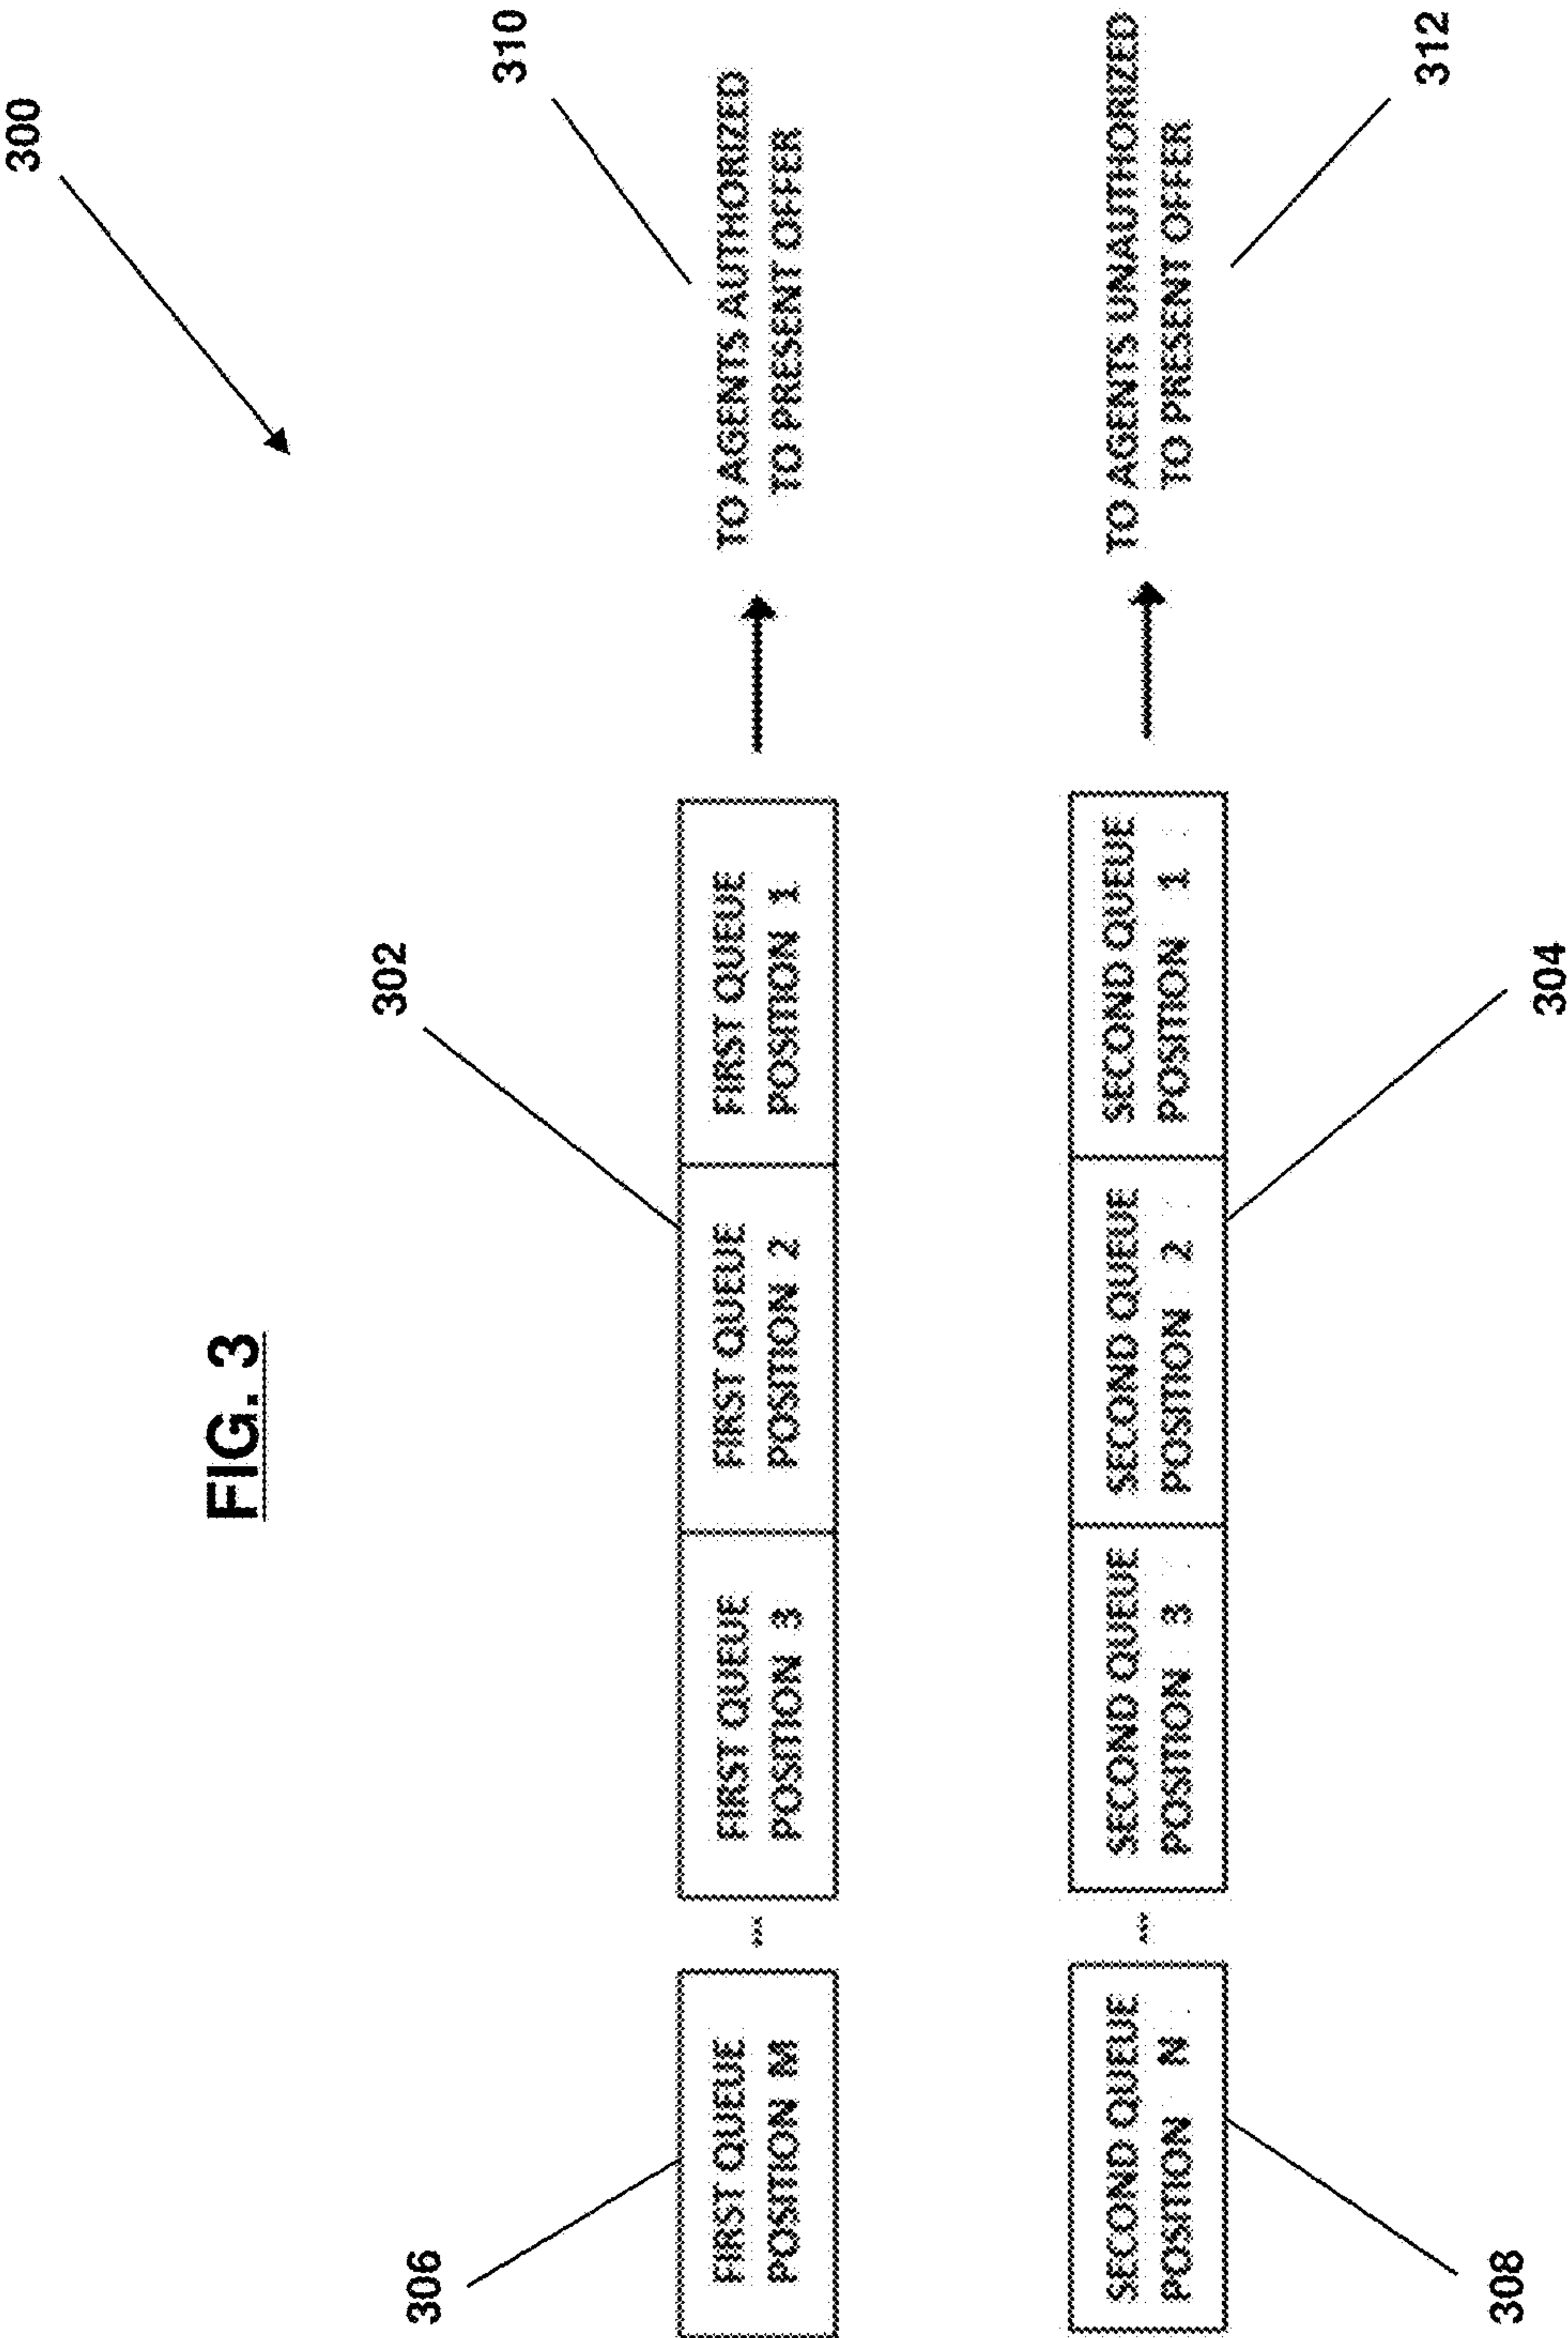 FIG. 3
300
302
310
306
FIRST QUEUE
POSITION M
...
FIRST QUEUE
POSITION 3
FIRST QUEUE
POSITION 2
FIRST QUEUE
POSITION 1
TO AGENTS AUTHORIZED
TO PRESENT OFFER
SECOND QUEUE
POSITION N
...
SECOND QUEUE
POSITION 3
SECOND QUEUE
POSITION 2
SECOND QUEUE
POSITION 1
TO AGENTS UNAUTHORIZED
TO PRESENT OFFER
308
304
312